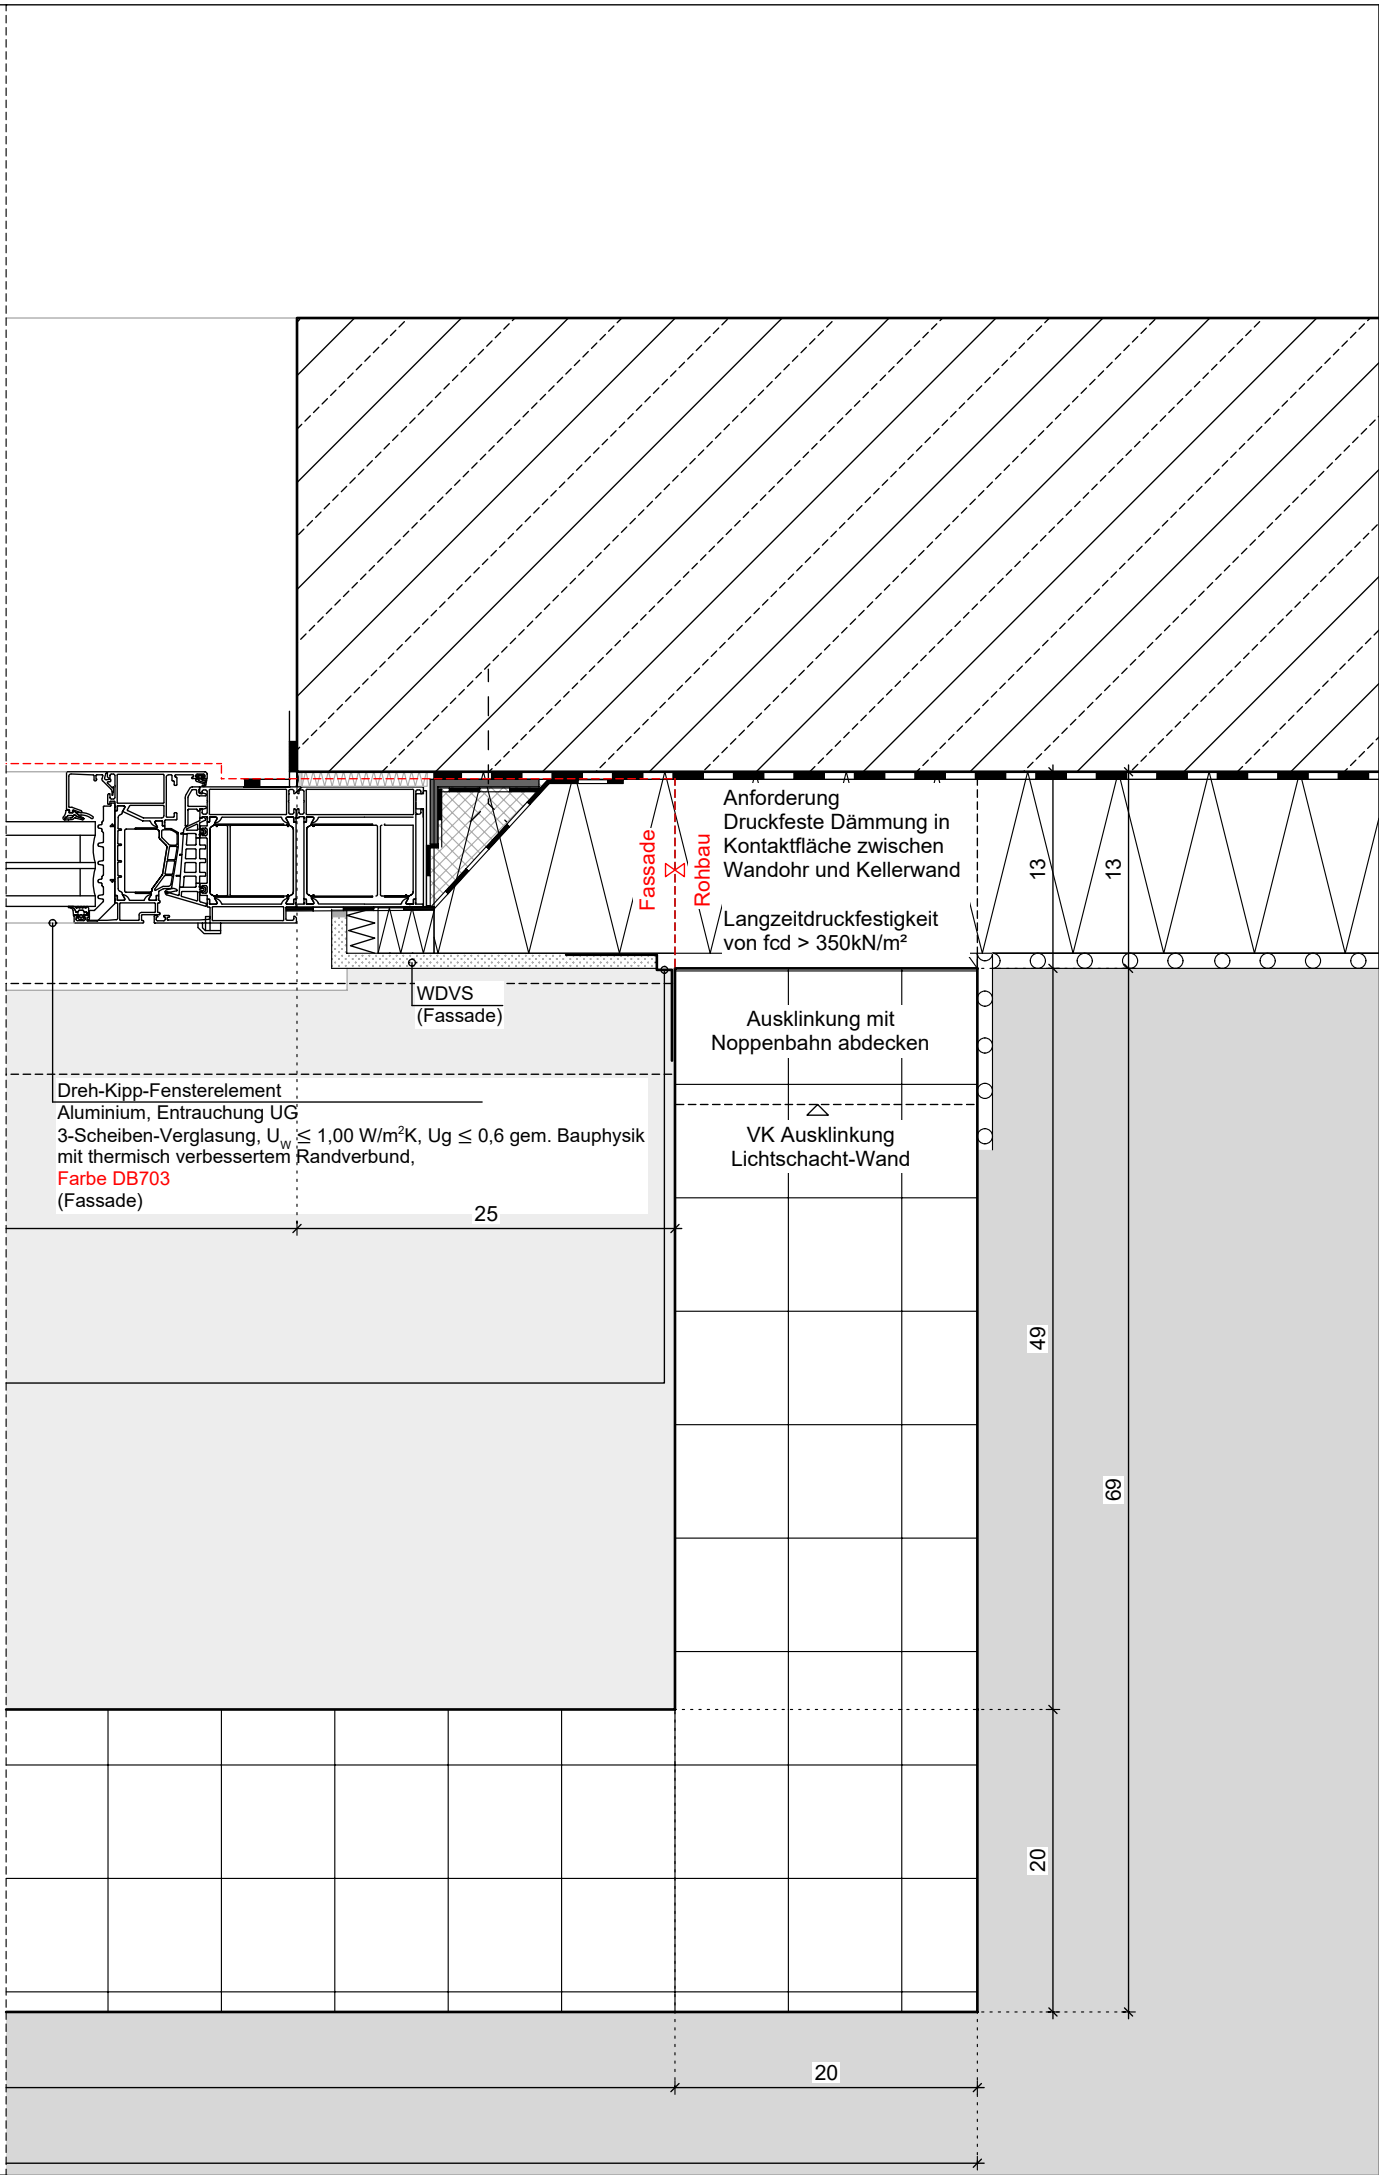 Anforderung
Druckfeste Dämmung in
Kontaktfläche zwischen
Wandohr und Kellerwand
Langzeitdruckfestigkeit
von fcd > 350kN/m²
Fassade
Rohbau
13
13
WDVS
(Fassade)
Ausklinkung mit
Noppenbahn abdecken
VK Ausklinkung
Lichtschacht-Wand
Dreh-Kipp-Fensterelement
Aluminium, Entrauchung UG
3-Scheiben-Verglasung, Uw ≤ 1,00 W/m²K, Ug ≤ 0,6 gem. Bauphysik
mit thermisch verbessertem Randverbund,
Farbe DB703
(Fassade)
25
49
69
20
20